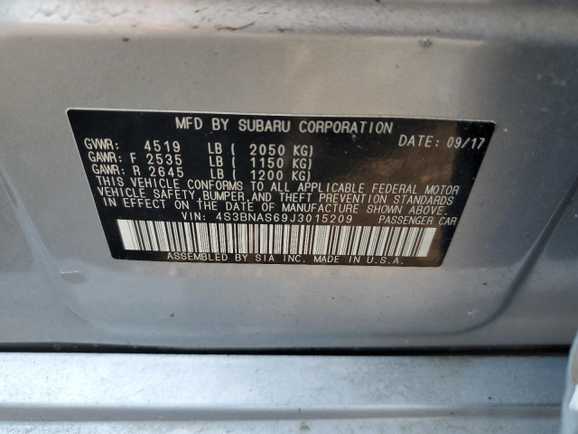 MFD BY SUBARU CORPORATION
DATE: 09/17
GVWR: 4519 LB ( 2050 KG)
GAWR: F 2535 LB ( 1150 KG)
GAWR: R 2645 LB ( 1200 KG)
THIS VEHICLE CONFORMS TO ALL APPLICABLE FEDERAL MOTOR
VEHICLE SAFETY, BUMPER, AND THEFT PREVENTION STANDARDS
IN EFFECT ON THE DATE OF MANUFACTURE SHOWN ABOVE.
VIN: 4S3BNAS69J3015209 PASSENGER CAR
ASSEMBLED BY SIA INC. MADE IN U.S.A.